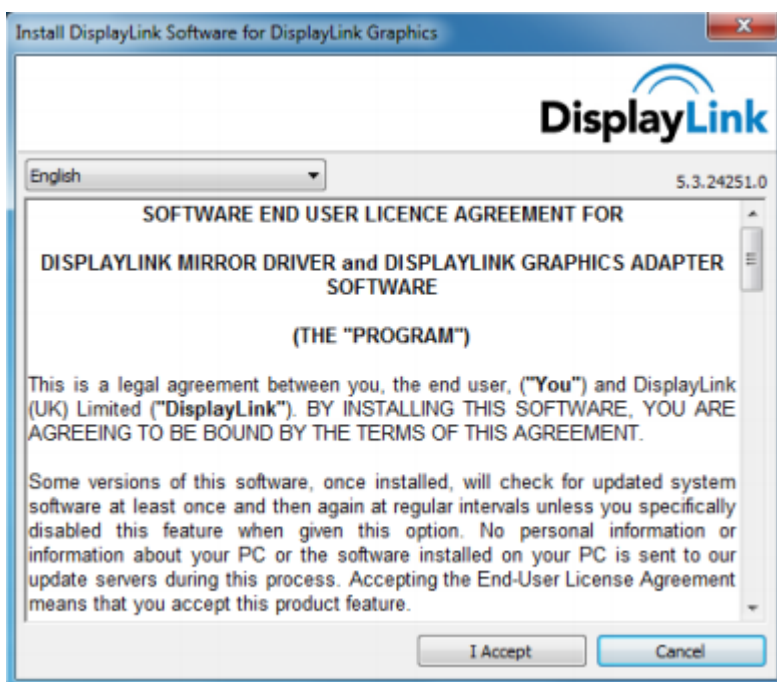 Install DisplayLink Software for DisplayLink Graphics
DisplayLink
English
5.3.24251.0
SOFTWARE END USER LICENCE AGREEMENT FOR
DISPLAYLINK MIRROR DRIVER and DISPLAYLINK GRAPHICS ADAPTER
SOFTWARE
(THE "PROGRAM")
This is a legal agreement between you, the end user, ("You") and DisplayLink
(UK) Limited ("DisplayLink"). BY INSTALLING THIS SOFTWARE, YOU ARE
AGREEING TO BE BOUND BY THE TERMS OF THIS AGREEMENT.
Some versions of this software, once installed, will check for updated system
software at least once and then again at regular intervals unless you specifically
disabled this feature when given this option. No personal information or
information about your PC or the software installed on your PC is sent to our
update servers during this process. Accepting the End-User License Agreement
means that you accept this product feature.
I Accept
Cancel